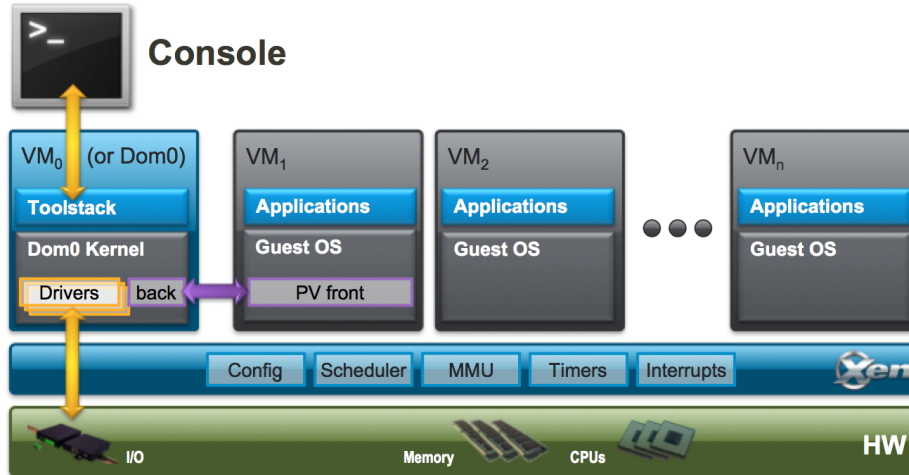 >_
Console
VM0 (or Dom0)
VM1
VM2
VMn
Toolstack
Applications
Applications
Applications
Dom0 Kernel
Guest OS
Guest OS
Guest OS
Drivers
back
PV front
Config
Scheduler
MMU
Timers
Interrupts
Xen
I/O
Memory
CPUs
HW